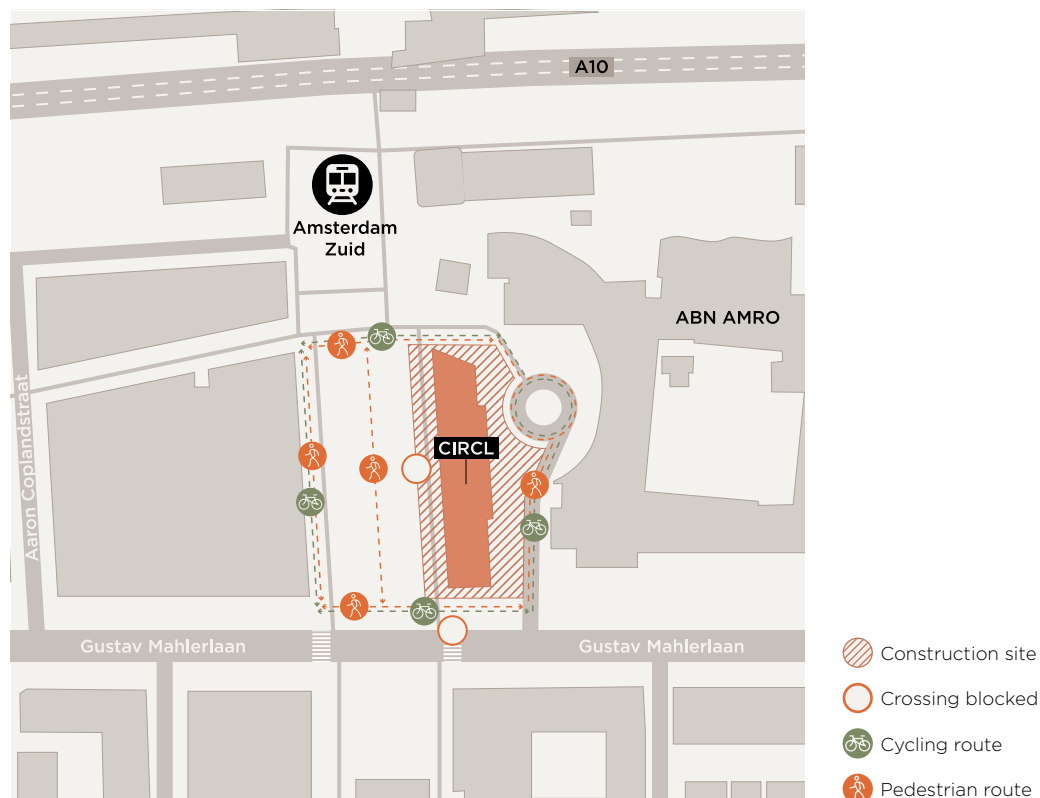 A10
Amsterdam
Zuid
ABN AMRO
Aaron Coplandstraat
CIRCL
Gustav Mahlerlaan
Gustav Mahlerlaan
Construction site
Crossing blocked
Cycling route
Pedestrian route